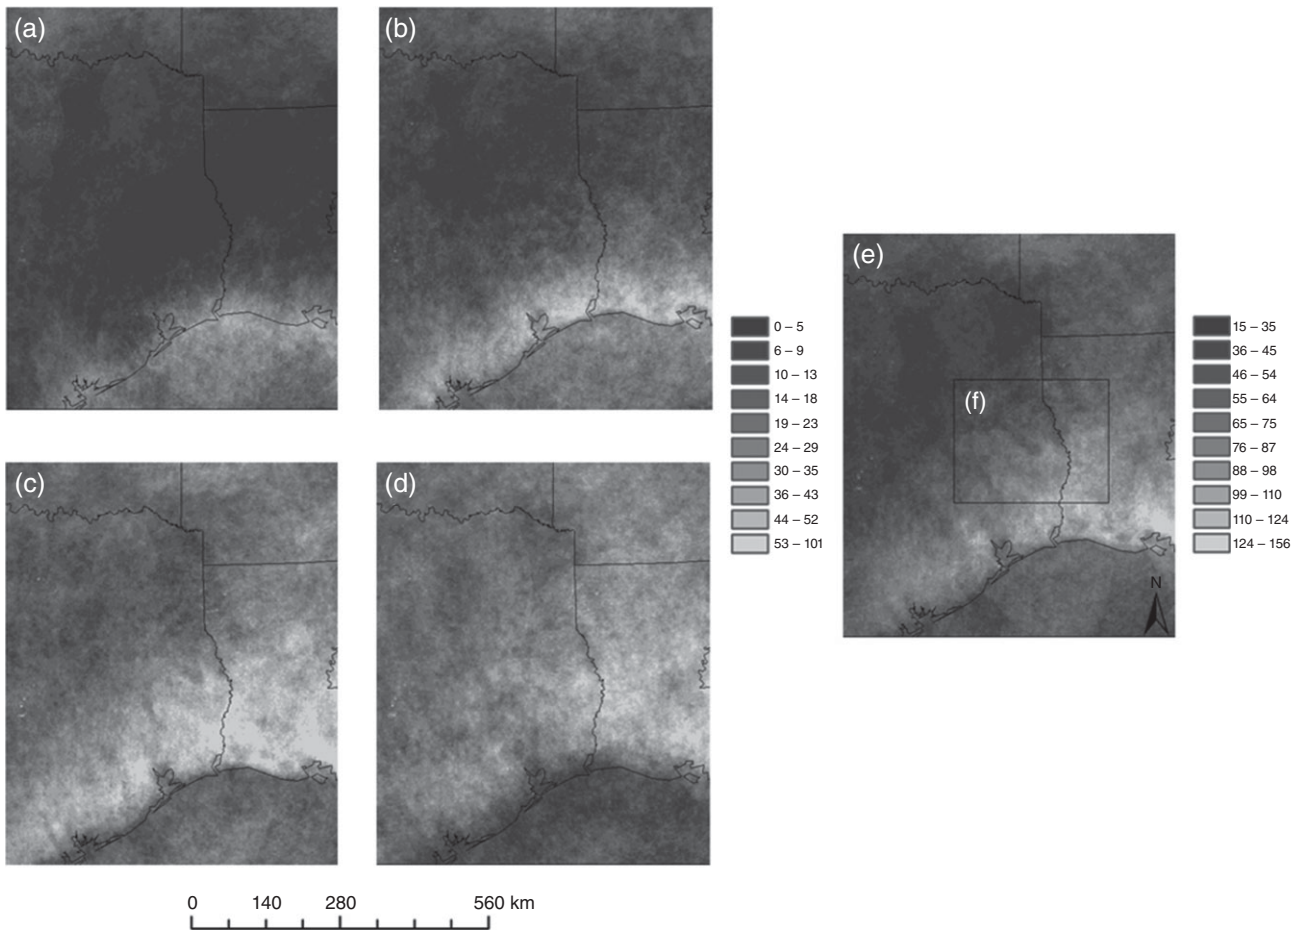 (a)
(b)
(c)
(d)
0 – 5
6 – 9
10 – 13
14 – 18
19 – 23
24 – 29
30 – 35
36 – 43
44 – 52
53 – 101
(e)
(f)
N
15 – 35
36 – 45
46 – 54
55 – 64
65 – 75
76 – 87
88 – 98
99 – 110
110 – 124
124 – 156
0 140 280 560 km